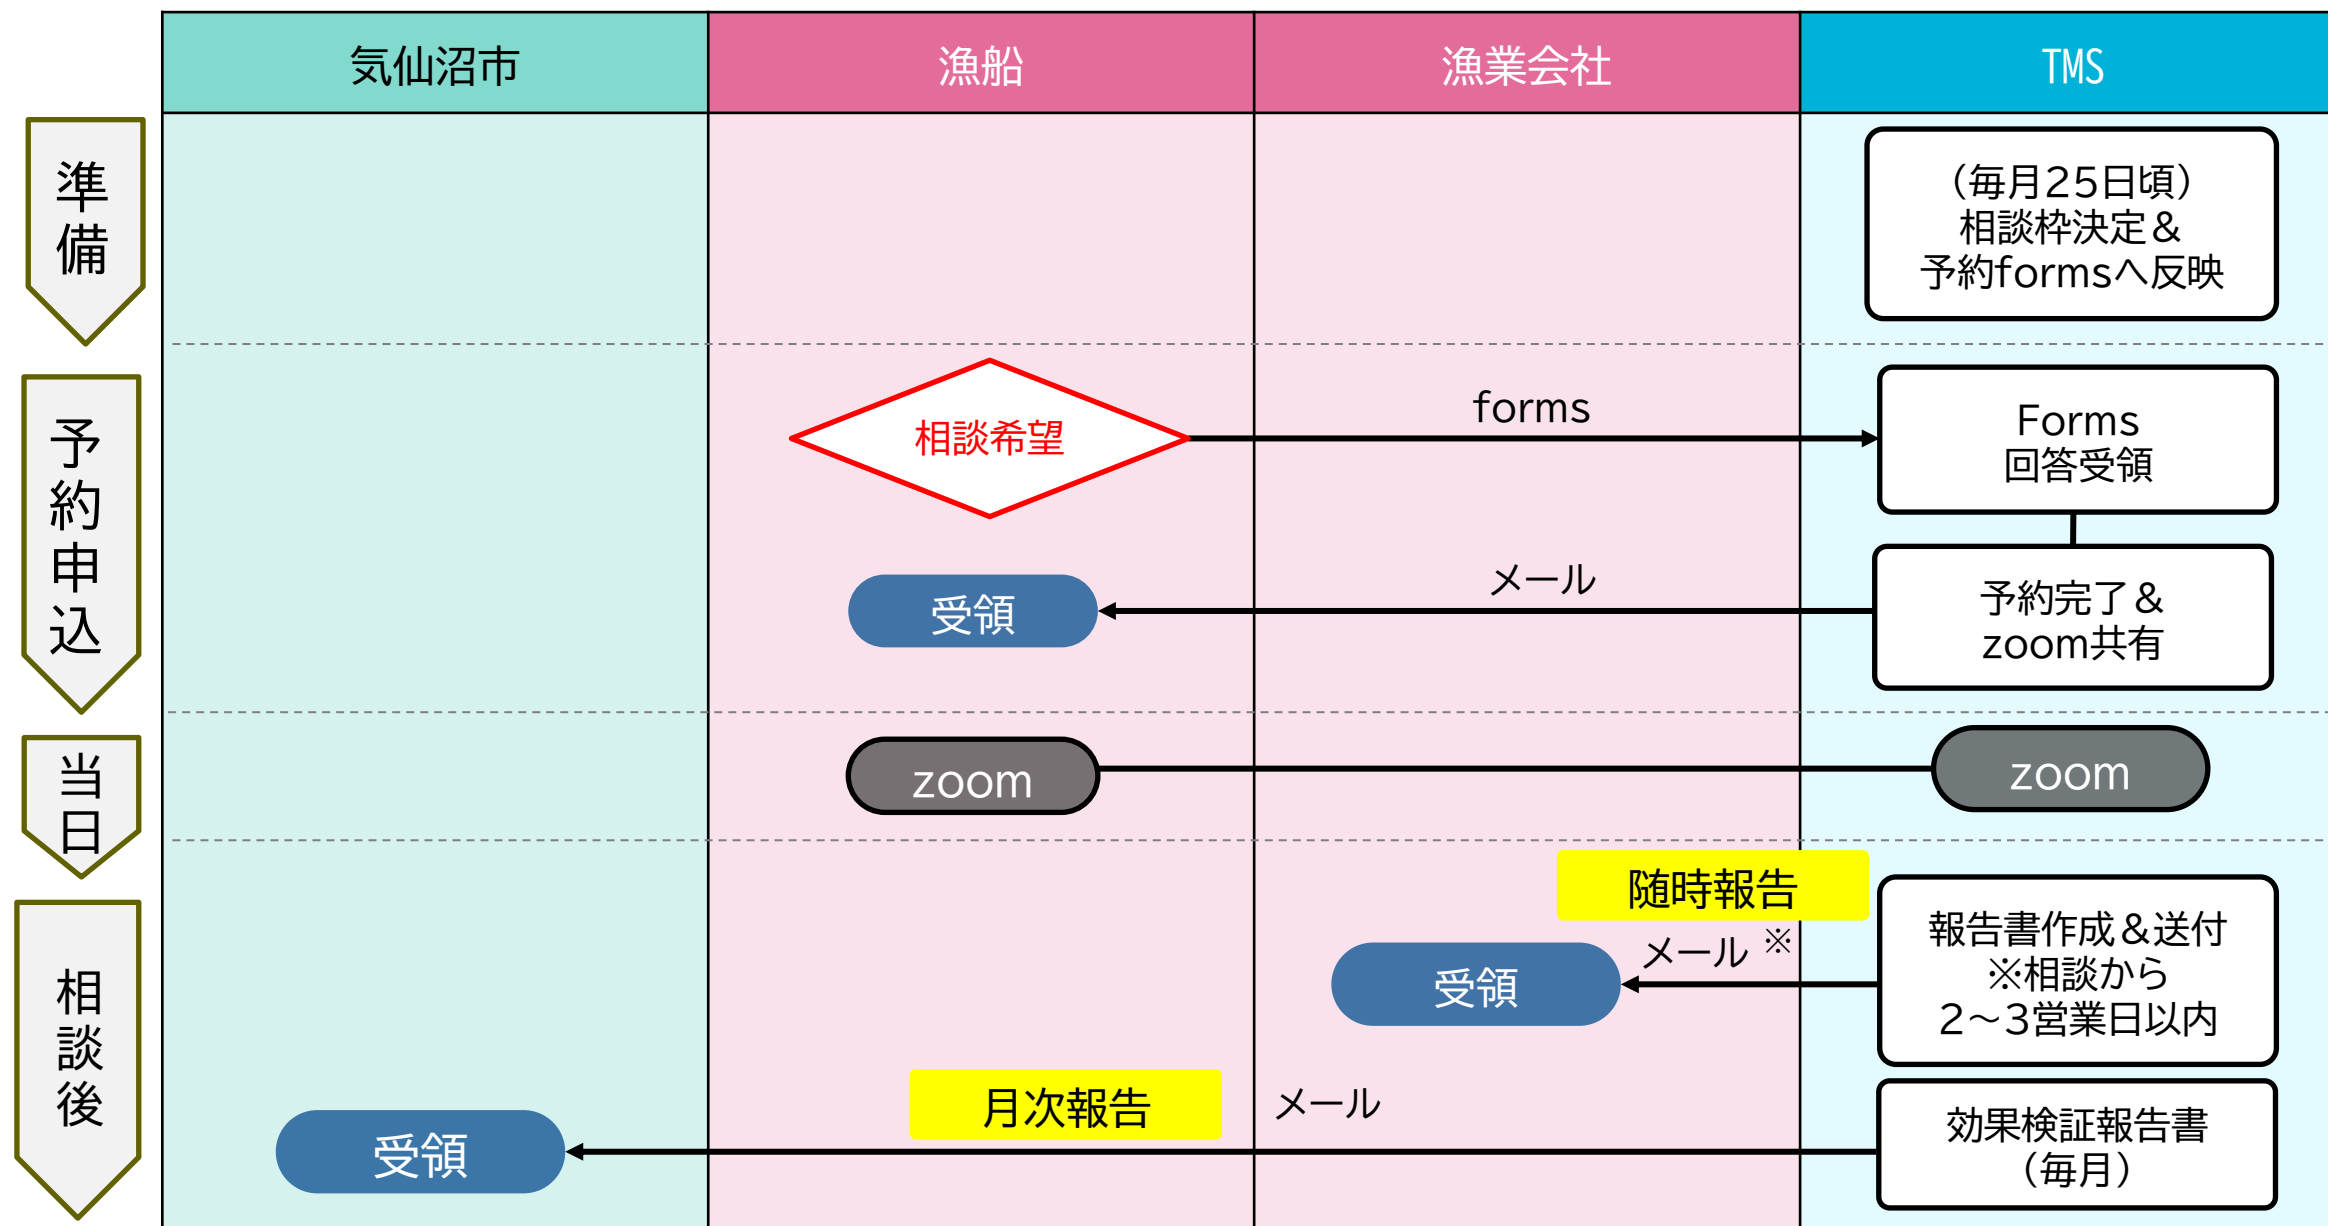 気仙沼市
漁船
漁業会社
TMS
準備
（毎月25日頃）
相談枠決定＆
予約formsへ反映
予約申込
相談希望
forms
Forms
回答受領
受領
メール
予約完了＆
zoom共有
当日
zoom
zoom
相談後
随時報告
メール ※
受領
報告書作成＆送付
※相談から
2～3営業日以内
月次報告
メール
受領
効果検証報告書
（毎月）